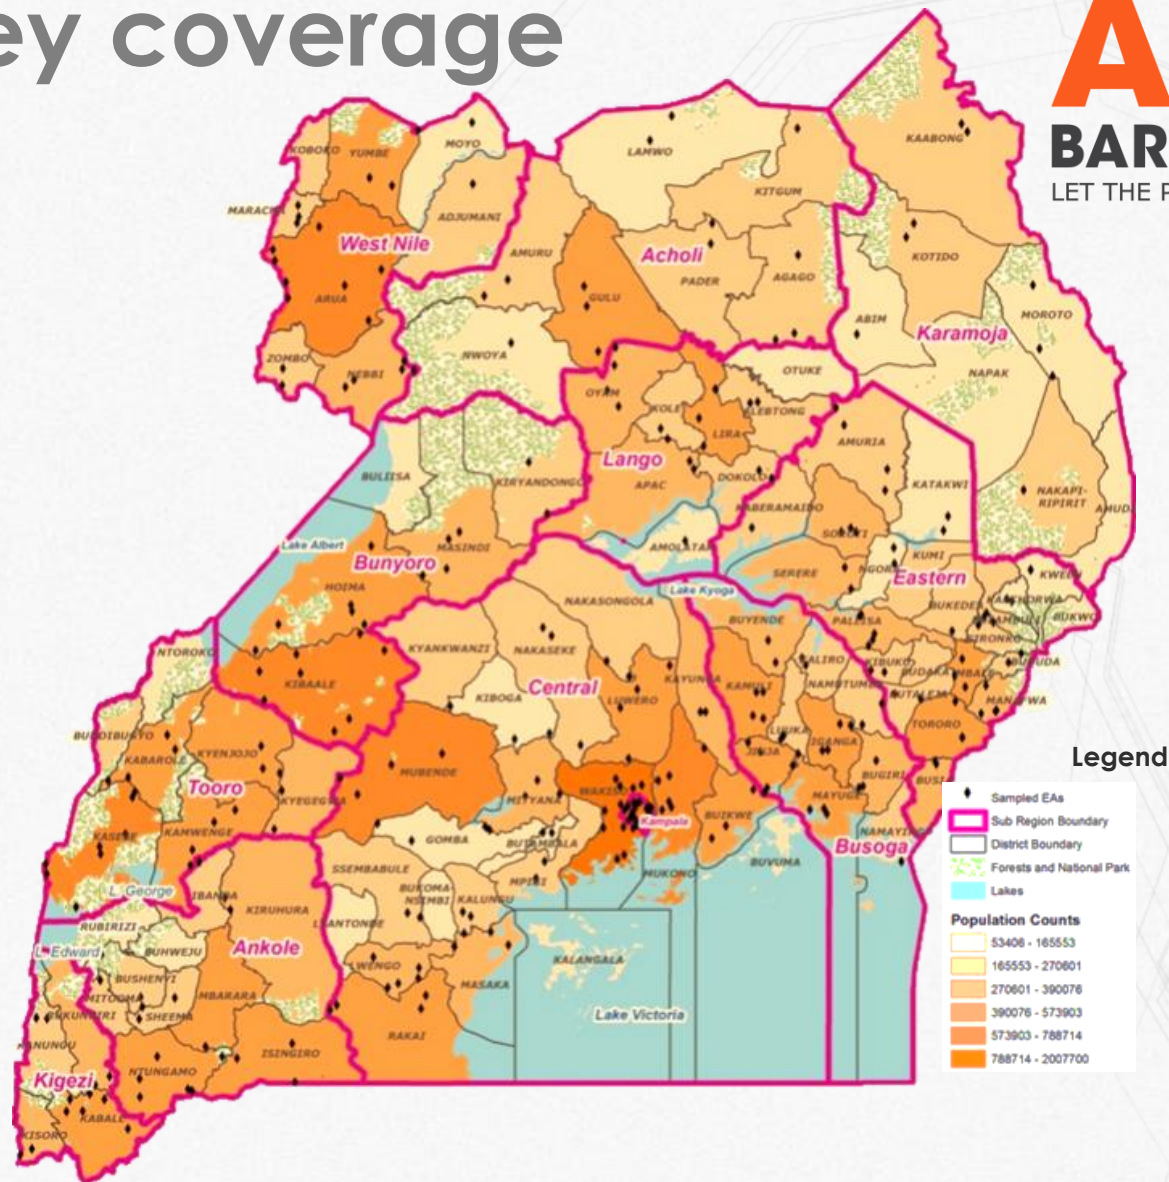 ey coverage
A
BAR
LET THE P
KAABONG
MOYO
KOBOKO
YUMBE
LAMWO
KITGUM
MARACHA
ADJUMANI
West Nile
AMURU
Acholi
KOTIDO
PADER
AGAGO
ARUA
GULU
ABIM
MOROTO
Karamoja
ZOMBO
NWOYA
NEBBI
OTUKE
NAPAK
OYAM
KOLE
ALEBTONG
LIRA
AMURIA
Lango
BULIISA
KIRYANDONGO
APAC
DOKOLO
KATAKWI
NAKAPI-
RIPIRIT
KABERAMAIDO
AMUDA
SOROTI
Lake Albert
MASINDI
AMOLATAR
KUMI
Bunyoro
SERERE
NGORA
Eastern
KWEEN
HOIMA
Lake Kyoga
NAKASONGOLA
BUKEDEA
BUYENDE
PALLISA
BUKWO
SIRONKO
NTOROKO
KYANKWANZI
NAKASEKE
KALIRO
KIBUKU
BUDAKA
BUDUDA
KIBAALE
KIBOGA
Central
LUWERO
KAYUNGA
KAMULI
NAMUTUMBA
BUTALEJA
MANAFWA
BUNDIBUGYO
KABAROLE
KYENJOJO
LUUKA
IGANGA
TORORO
JINJA
MUBENDE
Legend
Tooro
KYEGEGWA
MITYANA
WAKISO
BUGIRI
MAYUGE
Kampala
BUIKWE
KASESE
KAMWENGE
GOMBA
BUTAMBALA
NAMAYINGO
Busoga
SSEMBABULE
MPIGI
MUKONO
BUVUMA
L. George
IBANDA
BUKOMA-
NSIMBI
KALUNGU
KIRUHURA
LYANTONDE
RUBIRIZI
L. Edward
BUHWEJU
Ankole
LWENGO
KALANGALA
BUSHENYI
MITOOMA
MBARARA
MASAKA
SHEEMA
Lake Victoria
RAKAI
KANUNGU
ISINGIRO
NTUNGAMO
Kigezi
KABALE
KISORO
Sampled EAs
Sub Region Boundary
District Boundary
Forests and National Park
Lakes
Population Counts
53406 - 165553
165553 - 270601
270601 - 390076
390076 - 573903
573903 - 788714
788714 - 2007700